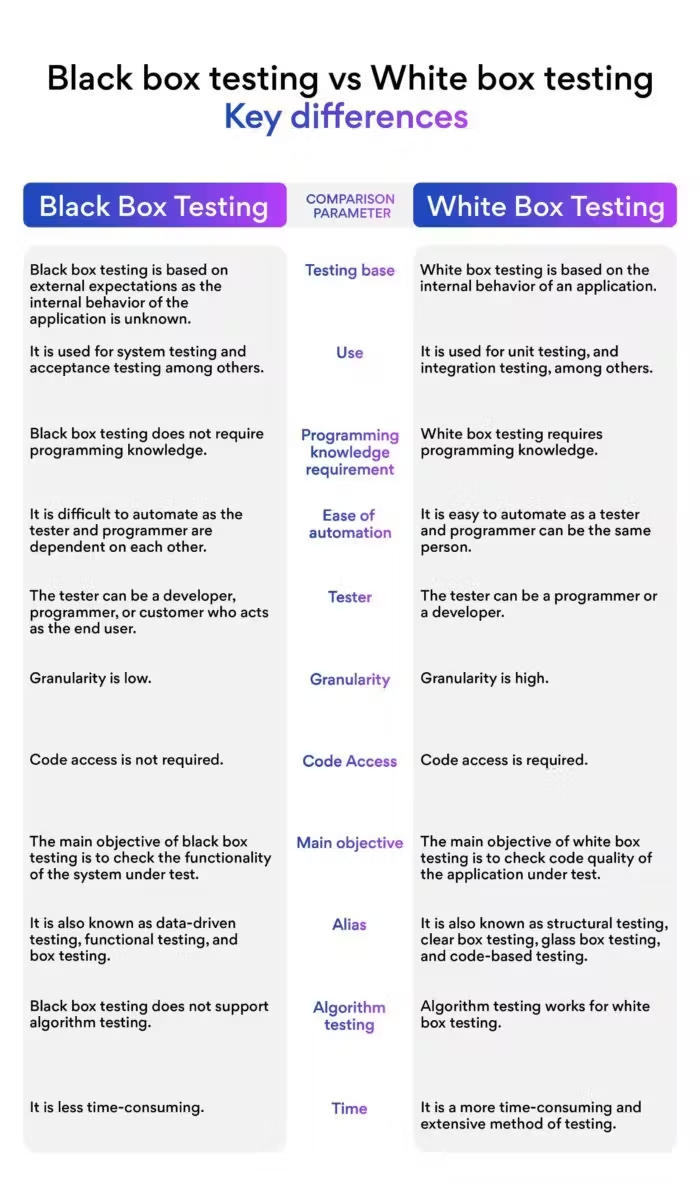 Black box testing vs White box testing
Key differences
Black Box Testing
COMPARISON
PARAMETER
White Box Testing
Black box testing is based on
external expectations as the
internal behavior of the
application is unknown.
Testing base
White box testing is based on the
internal behavior of an application.
It is used for system testing and
acceptance testing among others.
Use
It is used for unit testing, and
integration testing, among others.
Black box testing does not require
programming knowledge.
Programming
knowledge
requirement
White box testing requires
programming knowledge.
It is difficult to automate as the
tester and programmer are
dependent on each other.
Ease of
automation
It is easy to automate as a tester
and programmer can be the same
person.
The tester can be a developer,
programmer, or customer who acts
as the end user.
Tester
The tester can be a programmer or
a developer.
Granularity is low.
Granularity
Granularity is high.
Code access is not required.
Code Access
Code access is required.
The main objective of black box
testing is to check the functionality
of the system under test.
Main objective
The main objective of white box
testing is to check code quality of
the application under test.
It is also known as data-driven
testing, functional testing, and
box testing.
Alias
It is also known as structural testing,
clear box testing, glass box testing,
and code-based testing.
Black box testing does not support
algorithm testing.
Algorithm
testing
Algorithm testing works for white
box testing.
It is less time-consuming.
Time
It is a more time-consuming and
extensive method of testing.